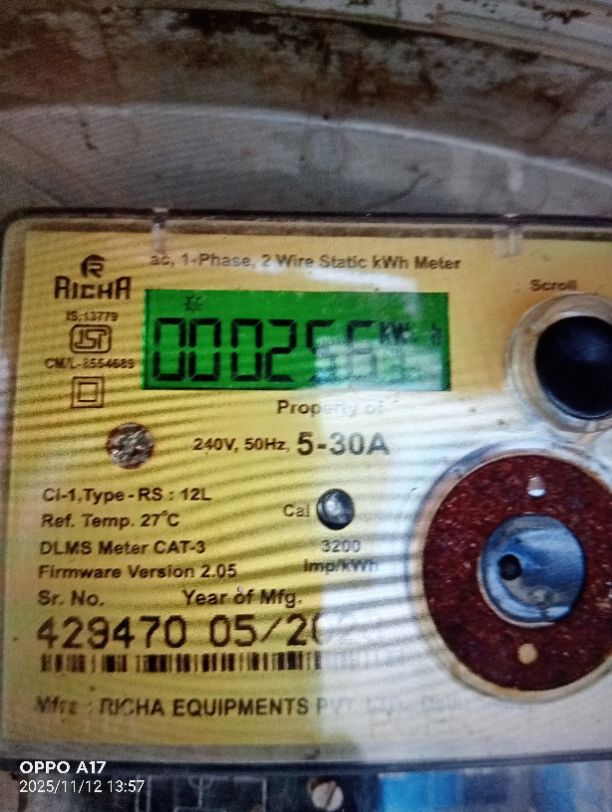 ac, 1-Phase, 2 Wire Static kWh Meter
RICHA
Scroll
IS:13779
ISI
CM/L-8554689
000256
Property of
240V, 50Hz, 5-30A
Cl-1, Type - RS : 12L
Cal
Ref. Temp. 27°C
3200
imp/kWh
DLMS Meter CAT-3
Firmware Version 2.05
Sr. No. Year of Mfg.
429470 05/
Mfrs : RICHA EQUIPMENTS
OPPO A17
2025/11/12 13:57